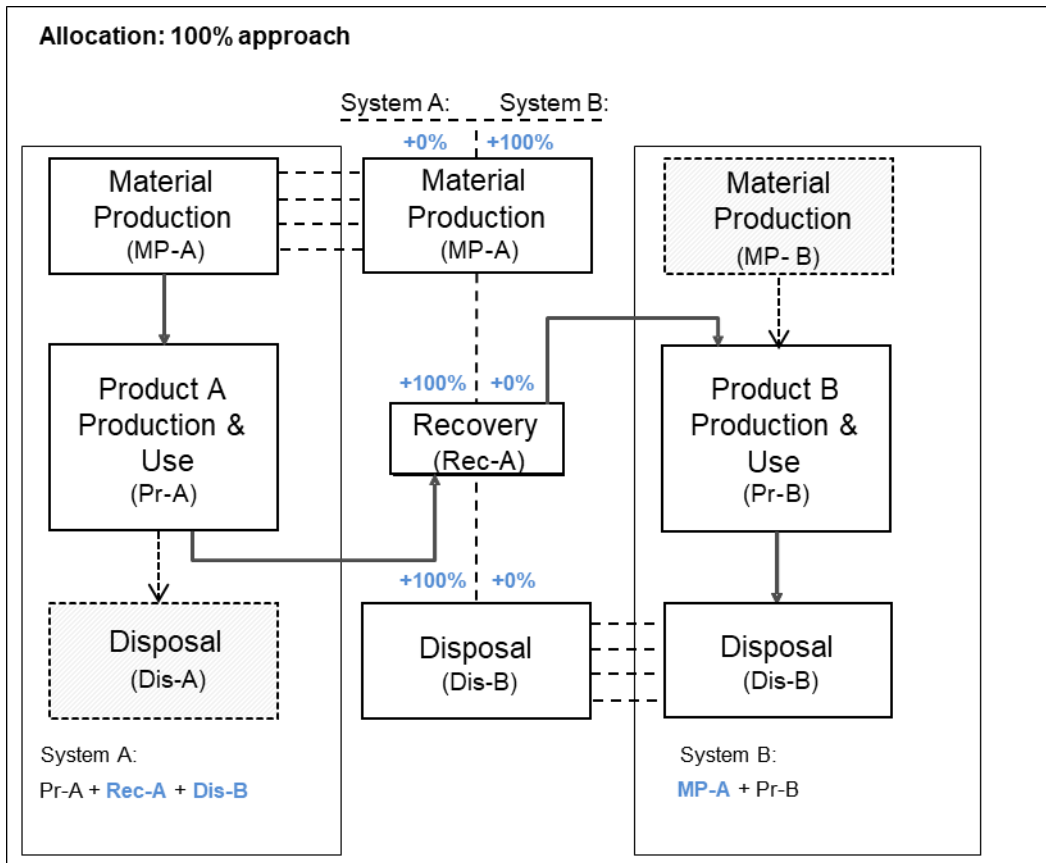 Allocation: 100% approach
System A:
System B:
+0%
+100%
Material
Production
(MP-A)
Material
Production
(MP-A)
Material
Production
(MP- B)
Product A
Production &
Use
(Pr-A)
+100%
+0%
Recovery
(Rec-A)
Product B
Production &
Use
(Pr-B)
+100%
+0%
Disposal
(Dis-A)
Disposal
(Dis-B)
Disposal
(Dis-B)
System A:
Pr-A + Rec-A + Dis-B
System B:
MP-A + Pr-B